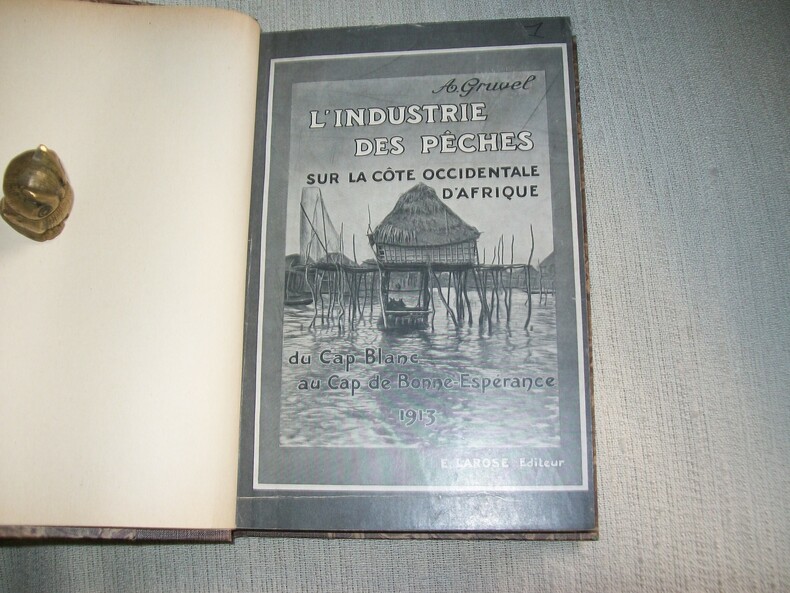 A. Gruvel
L'INDUSTRIE
DES PÊCHES
SUR LA CÔTE OCCIDENTALE
D'AFRIQUE
du Cap Blanc
au Cap de Bonne-Espérance
1913
E. LAROSE Editeur